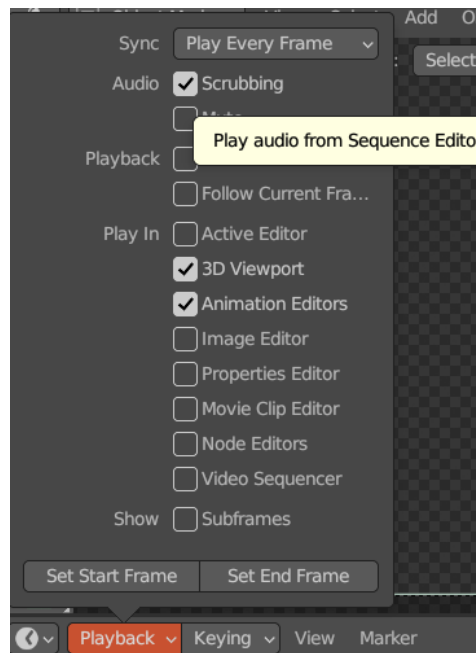 Add
Sync Play Every Frame
Select
Audio Scrubbing
Play audio from Sequence Edito
Playback
Follow Current Fra...
Play In Active Editor
3D Viewport
Animation Editors
Image Editor
Properties Editor
Movie Clip Editor
Node Editors
Video Sequencer
Show Subframes
Set Start Frame Set End Frame
Playback Keying View Marker